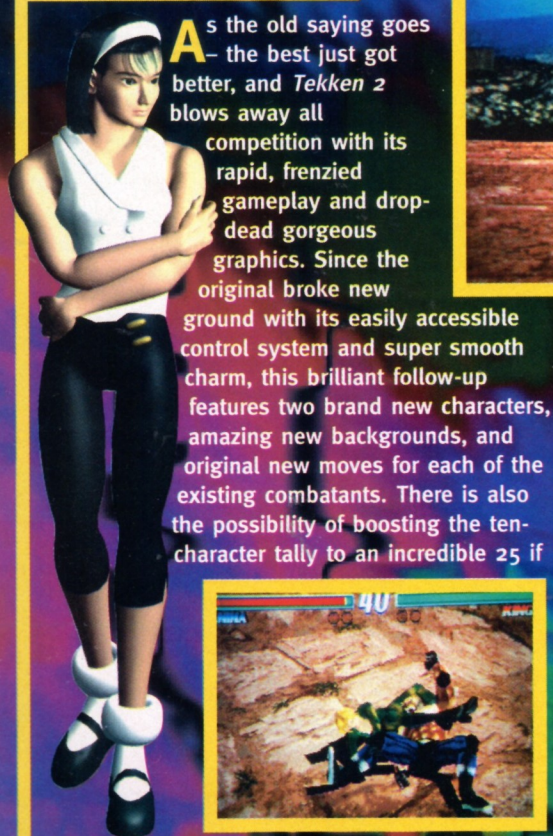 As the old saying goes
– the best just got
better, and Tekken 2
blows away all
competition with its
rapid, frenzied
gameplay and drop-
dead gorgeous
graphics. Since the
original broke new
ground with its easily accessible
control system and super smooth
charm, this brilliant follow-up
features two brand new characters,
amazing new backgrounds, and
original new moves for each of the
existing combatants. There is also
the possibility of boosting the ten-
character tally to an incredible 25 if
40
NINA KING